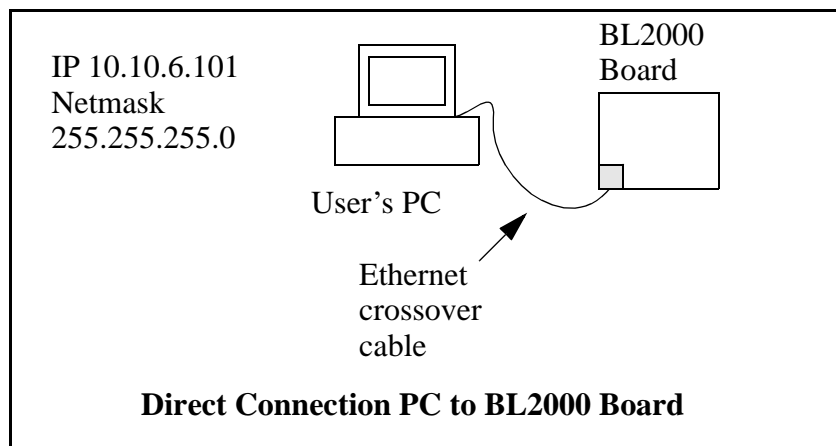 IP 10.10.6.101
Netmask
255.255.255.0
BL2000
Board
User’s PC
Ethernet
crossover
cable
Direct Connection PC to BL2000 Board